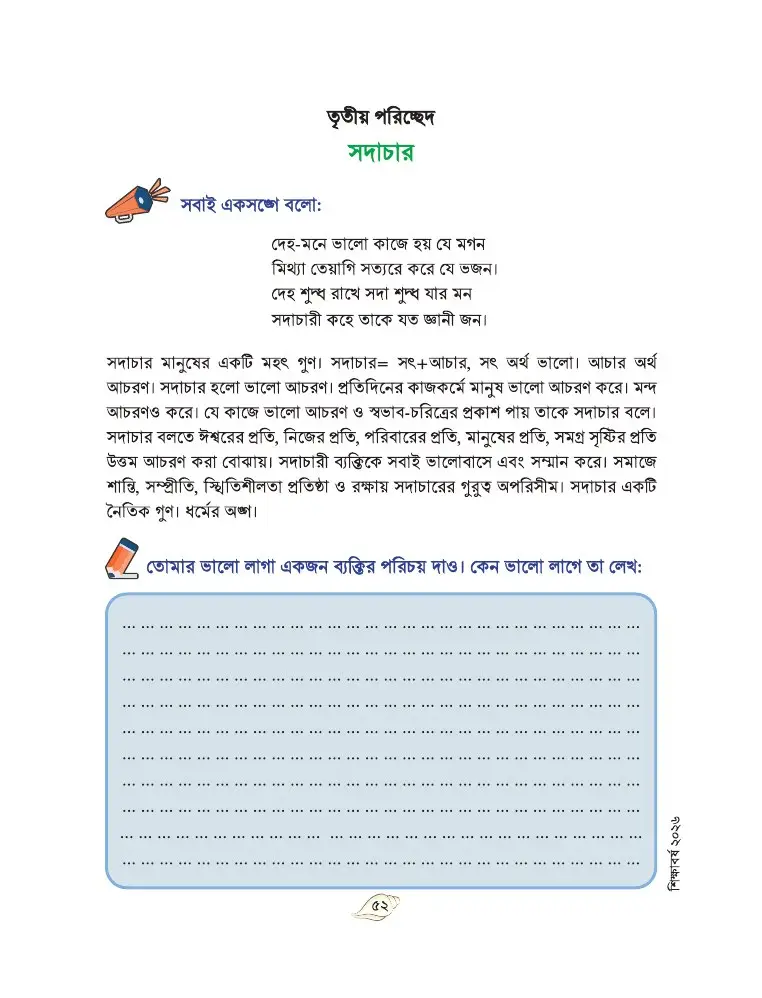 তৃতীয় পরিচ্ছেদ
সদাচার
সবাই একসঙ্গে বলো:
দেহ-মনে ভালো কাজে হয় যে মগন
মিথ্যা তেয়াগি সত্যরে করে যে ভজন।
দেহ শুদ্ধ রাখে সদা শুদ্ধ যার মন
সদাচারী কহে তাকে যত জ্ঞানী জন।
সদাচার মানুষের একটি মহৎ গুণ। সদাচার= সৎ+আচার, সৎ অর্থ ভালো। আচার অর্থ
আচরণ। সদাচার হলো ভালো আচরণ। প্রতিদিনের কাজকর্মে মানুষ ভালো আচরণ করে। মন্দ
আচরণও করে। যে কাজে ভালো আচরণ ও স্বভাব-চরিত্রের প্রকাশ পায় তাকে সদাচার বলে।
সদাচার বলতে ঈশ্বরের প্রতি, নিজের প্রতি, পরিবারের প্রতি, মানুষের প্রতি, সমগ্র সৃষ্টির প্রতি
উত্তম আচরণ করা বোঝায়। সদাচারী ব্যক্তিকে সবাই ভালোবাসে এবং সম্মান করে। সমাজে
শান্তি, সম্প্রীতি, স্থিতিশীলতা প্রতিষ্ঠা ও রক্ষায় সদাচারের গুরুত্ব অপরিসীম। সদাচার একটি
নৈতিক গুণ। ধর্মের অঙ্গ।
তোমার ভালো লাগা একজন ব্যক্তির পরিচয় দাও। কেন ভালো লাগে তা লেখ:
শিক্ষাবর্ষ ২০২৬
৫২